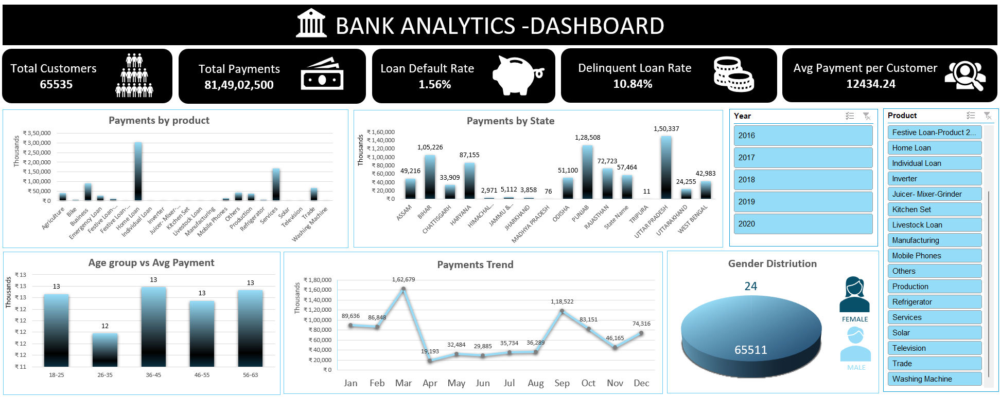 BANK ANALYTICS -DASHBOARD
Total Customers
65535
Total Payments
81,49,02,500
Loan Default Rate
1.56%
Delinquent Loan Rate
10.84%
Avg Payment per Customer
12434.24
Payments by product
Thousands
₹ 3,50,000
₹ 3,00,000
₹ 2,50,000
₹ 2,00,000
₹ 1,50,000
₹ 1,00,000
₹ 50,000
₹ 0
Agriculture
Bike
Business
Emergency Loan
Festive Loan-...
Festive Loan-...
Home Loan
Individual Loan
Inverter
Juicer- Mixer-...
Kitchen Set
Livestock Loan
Manufacturing
Mobile Phones
Others
Production
Refrigerator
Services
Solar
Television
Trade
Washing Machine
Payments by State
Thousands
₹ 1,60,000
₹ 1,40,000
₹ 1,20,000
₹ 1,00,000
₹ 80,000
₹ 60,000
₹ 40,000
₹ 20,000
₹ 0
49,216
1,05,226
33,909
87,155
2,971
5,112
3,858
76
51,100
1,28,508
72,723
57,464
11
1,50,337
24,255
42,983
ASSAM
BIHAR
CHATTISGARH
HARYANA
HIMACHAL...
JAMMU &...
JHARKHAND
MADHYA PRADESH
ODISHA
PUNJAB
RAJASTHAN
State Name
TRIPURA
UTTAR PRADESH
UTTARAKHAND
WEST BENGAL
Year
2016
2017
2018
2019
2020
Product
Festive Loan-Product 2...
Home Loan
Individual Loan
Inverter
Juicer- Mixer-Grinder
Kitchen Set
Livestock Loan
Manufacturing
Mobile Phones
Others
Production
Refrigerator
Services
Solar
Television
Trade
Washing Machine
Age group vs Avg Payment
Thousands
₹ 13
₹ 13
₹ 13
₹ 12
₹ 12
₹ 12
₹ 12
₹ 12
₹ 11
13
12
13
13
13
18-25
26-35
36-45
46-55
56-63
Payments Trend
Thousands
₹ 1,80,000
₹ 1,60,000
₹ 1,40,000
₹ 1,20,000
₹ 1,00,000
₹ 80,000
₹ 60,000
₹ 40,000
₹ 20,000
₹ 0
89,636
86,848
1,62,679
19,193
32,484
29,885
35,734
36,289
1,18,522
83,151
46,165
74,316
Jan
Feb
Mar
Apr
May
Jun
Jul
Aug
Sep
Oct
Nov
Dec
Gender Distriution
24
65511
FEMALE
MALE